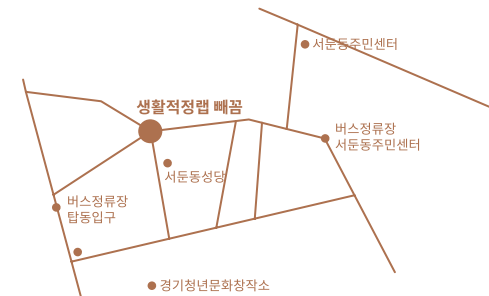 서둔동주민센터
생활적정랩 빼꼼
버스정류장
서둔동주민센터
서둔동성당
버스정류장
탑동입구
경기청년문화창작소